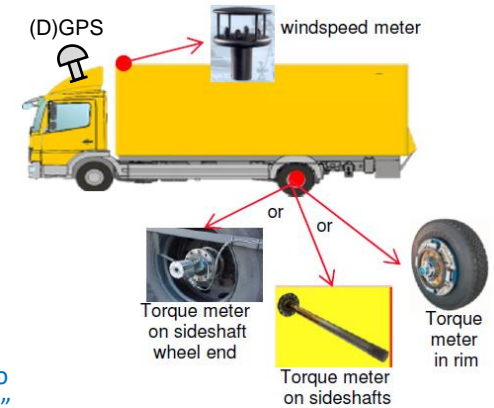 (D)GPS
windspeed meter
or
or
Torque meter
on sideshaft
wheel end
Torque
meter
in rim
Torque meter
on sideshafts
”